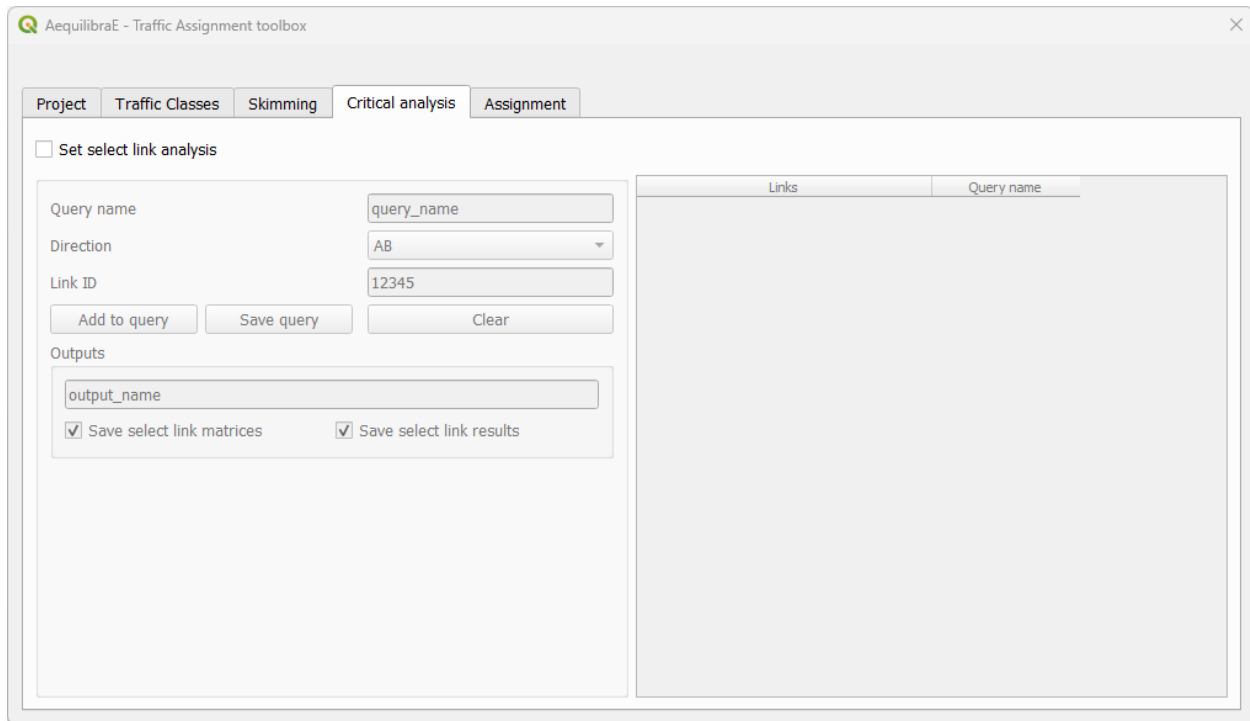 AequilibraE - Traffic Assignment toolbox
Project Traffic Classes Skimming Critical analysis Assignment
Set select link analysis
Query name query_name
Direction AB
Link ID 12345
Add to query Save query Clear
Outputs
output_name
Save select link matrices Save select link results
Links Query name